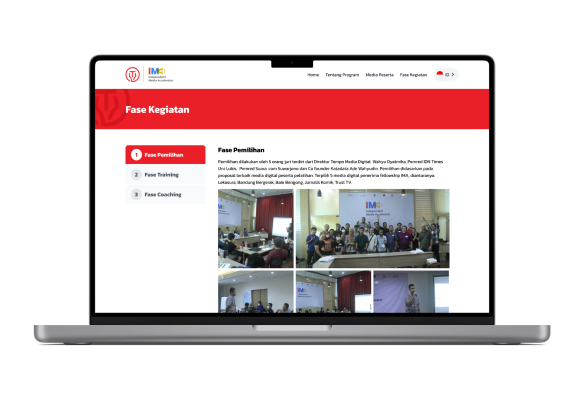 IMA
Independent
Media Accelerator
Home Tentang Program Media Peserta Fase Kegiatan ID
Fase Kegiatan
1 Fase Pemilihan
2 Fase Training
3 Fase Coaching
Fase Pemilihan
Pemilihan dilakukan oleh 5 orang juri terdiri dari Direktur Tempo Media Digital Wahyu Dyatmika, Pemred IDN Times
Uni Lubis, Pemred Suara.com Suwarjono dan Co founder Katadata Ade Wahyudin. Pemilihan didasarkan pada
proposal terbaik media digital peserta pelatihan. Terpilih 5 media digital penerima fellowship IMA, diantaranya
Lokasuara, Bandung Bergerak, Bale Bengong, Jurnalis Komik, Trust TV.
IMA
Independent
Media Accelerator